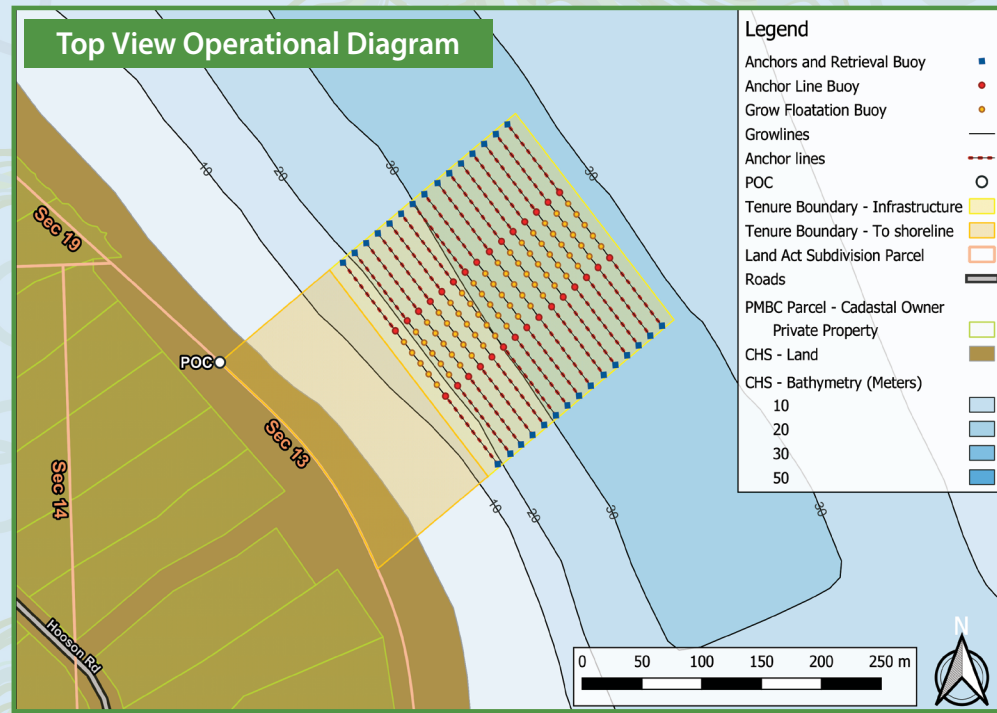 Top View Operational Diagram
Legend
Anchors and Retrieval Buoy
Anchor Line Buoy
Grow Floatation Buoy
Growlines
Anchor lines
POC
Tenure Boundary - Infrastructure
Tenure Boundary - To shoreline
Land Act Subdivision Parcel
Roads
PMBC Parcel - Cadastal Owner
Private Property
CHS - Land
CHS - Bathymetry (Meters)
10
20
30
50
10
20
30
30
Sec 19
POC
Sec 13
Sec 14
10
20
30
30
Hooson Rd
0 50 100 150 200 250 m
N